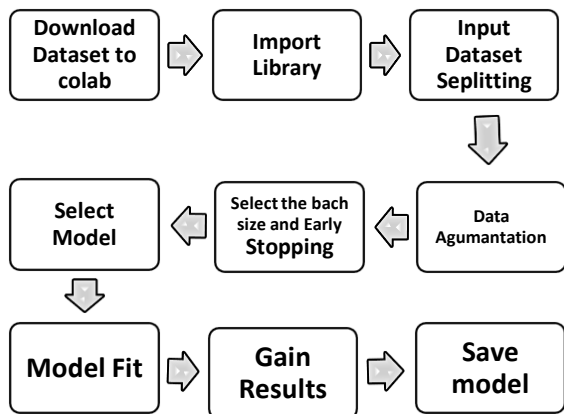 Download
Dataset to
colab
Import
Library
Input
Dataset
Seplitting
Data
Agumantation
Select the bach
size and Early
Stopping
Select
Model
Model Fit
Gain
Results
Save
model